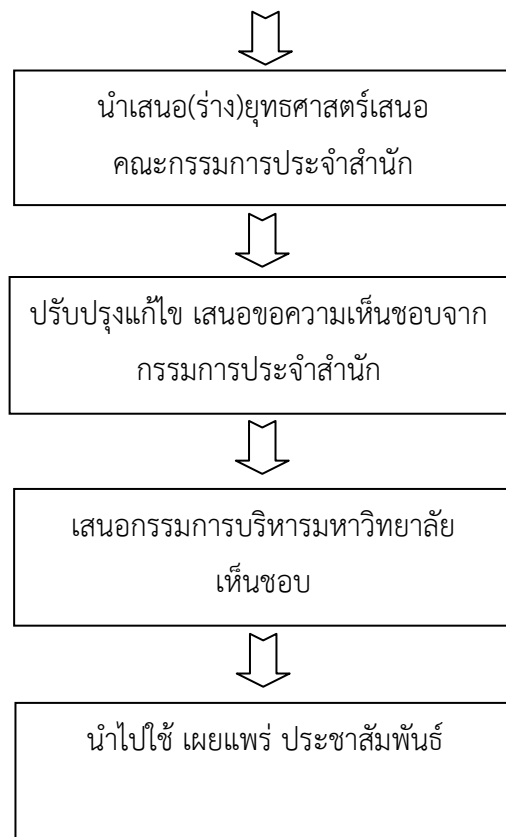 นำเสนอ(ร่าง)ยุทธศาสตร์เสนอ
คณะกรรมการประจำสำนัก
ปรับปรุงแก้ไข เสนอขอความเห็นชอบจาก
กรรมการประจำสำนัก
เสนอกรรมการบริหารมหาวิทยาลัย
เห็นชอบ
นำไปใช้ เผยแพร่ ประชาสัมพันธ์